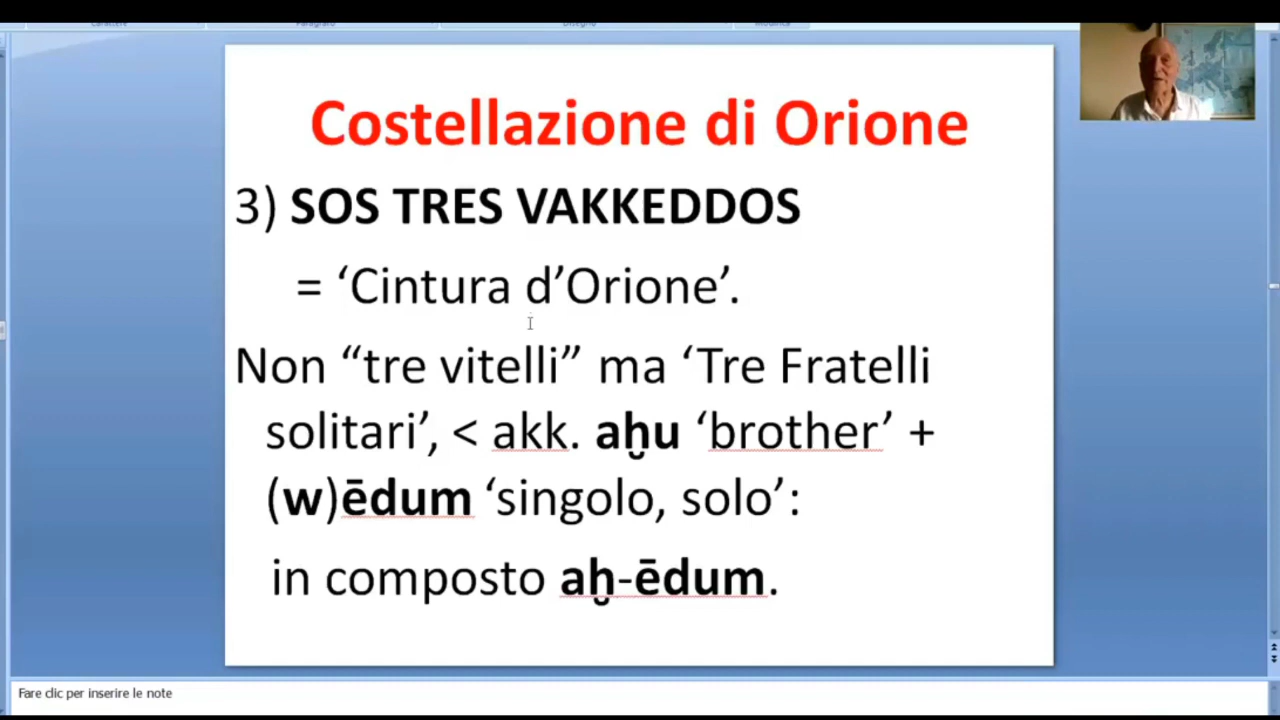 Costellazione di Orione
3) SOS TRES VAKKEDDOS
= ‘Cintura d’Orione’.
Non “tre vitelli” ma ‘Tre Fratelli
solitari’, < akk. aḫu ‘brother’ +
(w)ēdum ‘singolo, solo’:
in composto aḫ-ēdum.
Fare clic per inserire le note